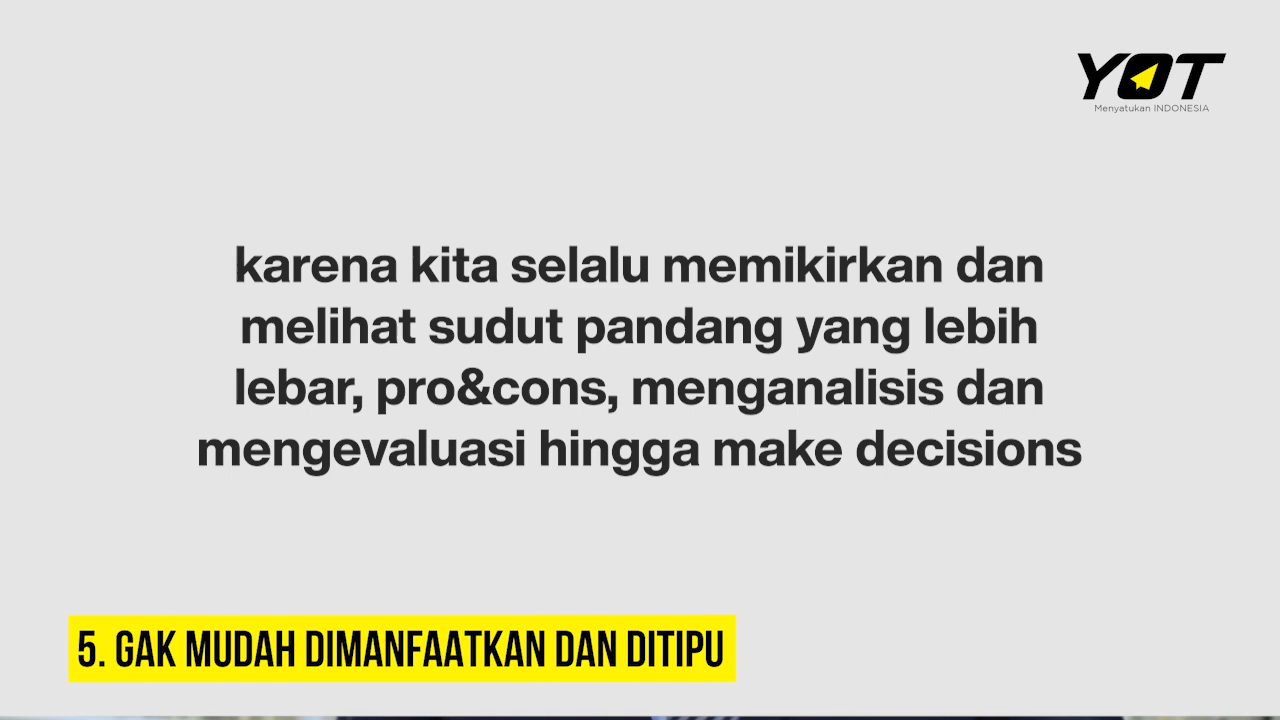 YOT
Menyatukan INDONESIA
karena kita selalu memikirkan dan
melihat sudut pandang yang lebih
lebar, pro&cons, menganalisis dan
mengevaluasi hingga make decisions
5. GAK MUDAH DIMANFAATKAN DAN DITIPU